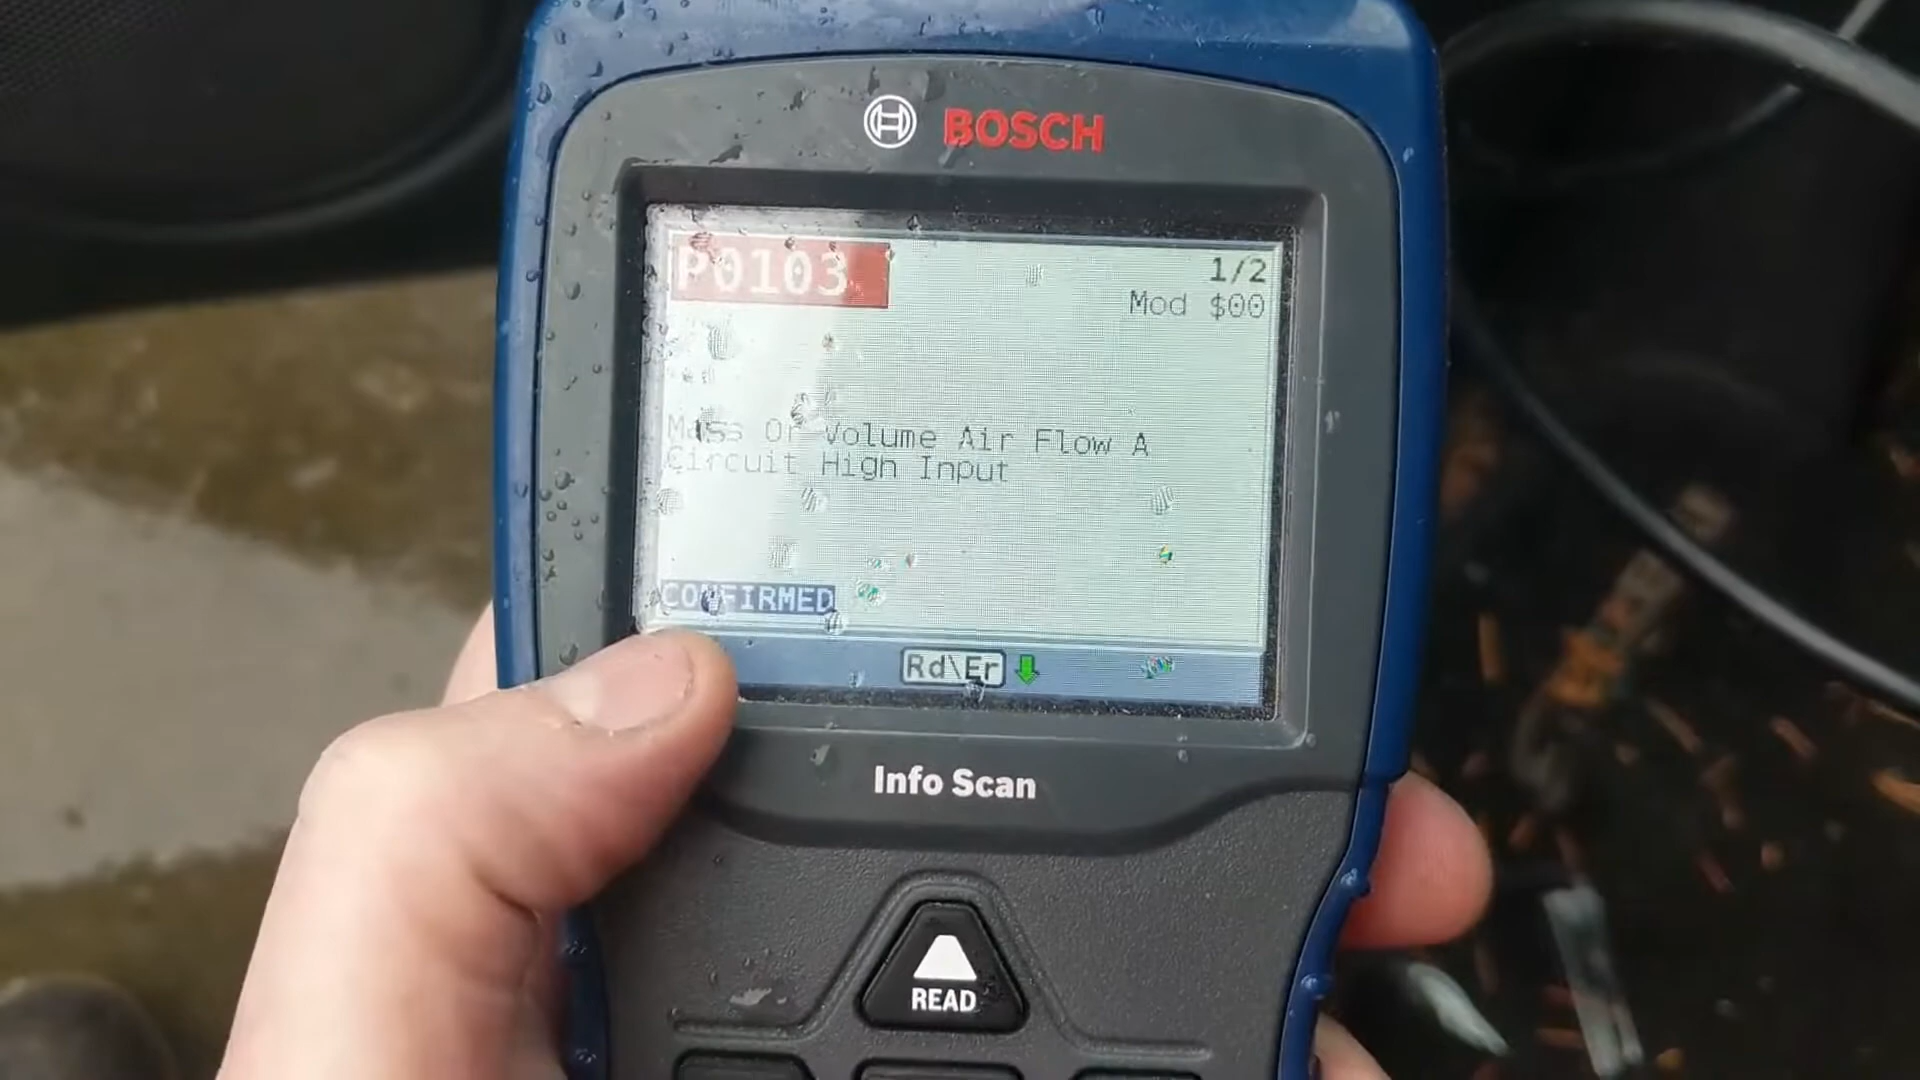 BOSCH
P0103
1/2
Mod $00
Mass Or Volume Air Flow A
Circuit High Input
CONFIRMED
Rd\Er
Info Scan
READ